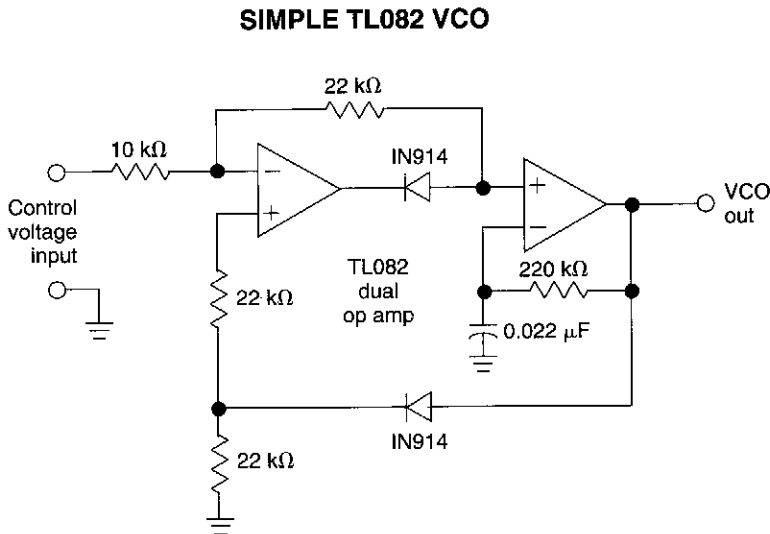 SIMPLE TL082 VCO
22 kΩ
10 kΩ
IN914
−
+
+
−
VCO
out
Control
voltage
input
TL082
dual
op amp
220 kΩ
22 kΩ
0.022 μF
IN914
22 kΩ